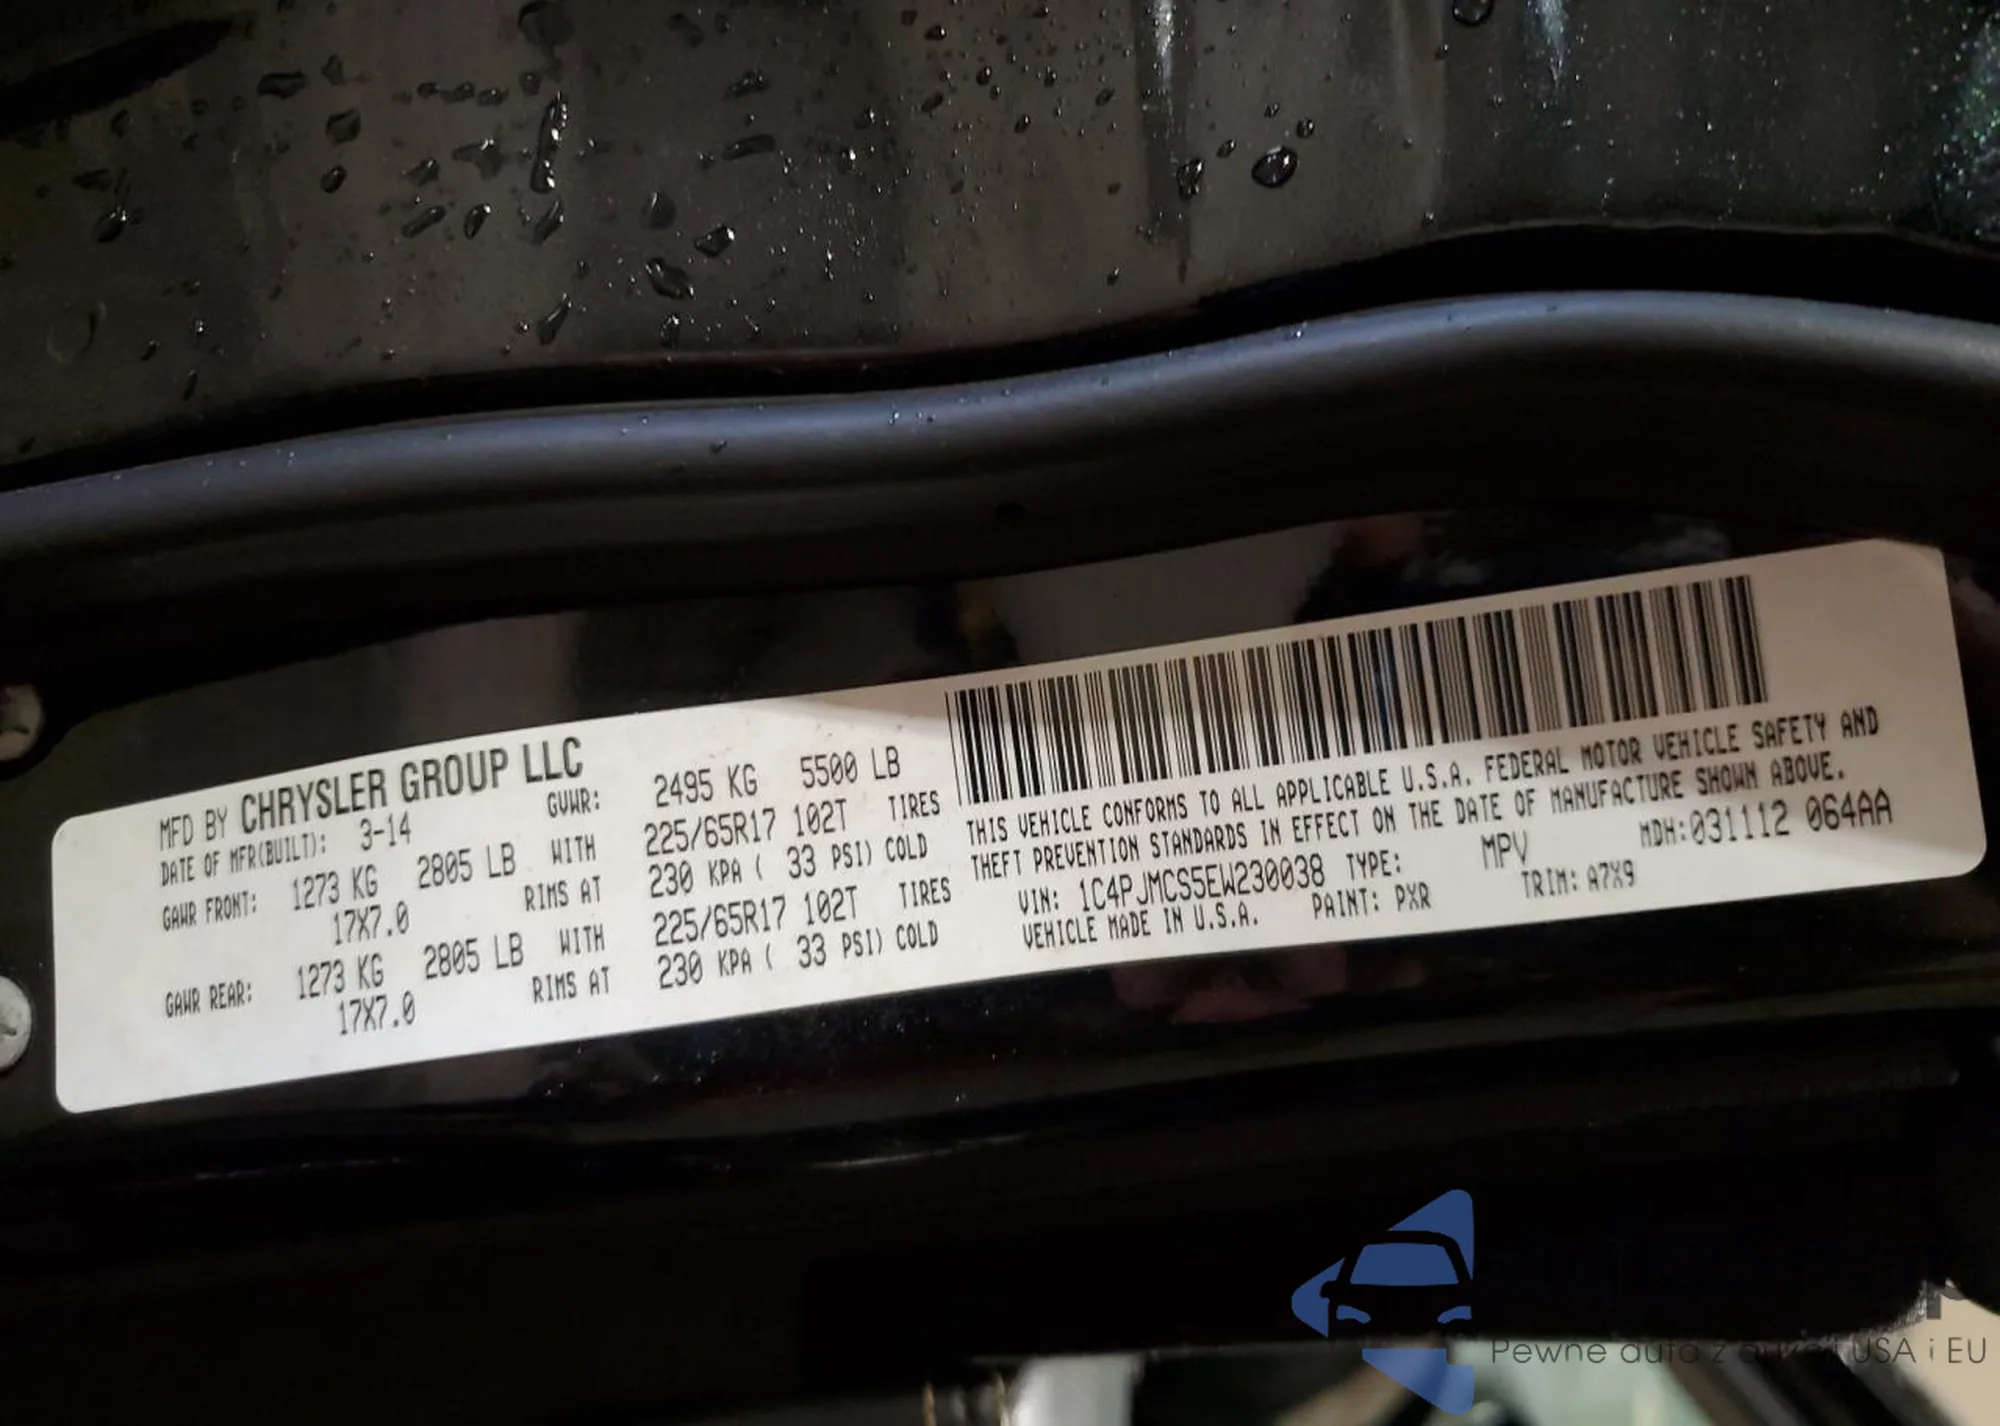 MFD BY CHRYSLER GROUP LLC
DATE OF MFR(BUILT): 3-14 GVWR: 2495 KG 5500 LB
GAWR FRONT: 1273 KG 2805 LB WITH 225/65R17 102T TIRES
17X7.0 RIMS AT 230 KPA ( 33 PSI) COLD
GAWR REAR: 1273 KG 2805 LB WITH 225/65R17 102T TIRES
17X7.0 RIMS AT 230 KPA ( 33 PSI) COLD
THIS VEHICLE CONFORMS TO ALL APPLICABLE U.S.A. FEDERAL MOTOR VEHICLE SAFETY AND
THEFT PREVENTION STANDARDS IN EFFECT ON THE DATE OF MANUFACTURE SHOWN ABOVE.
VIN: 1C4PJMCS5EW230038 TYPE: MPV MDH:031112 064AA
VEHICLE MADE IN U.S.A. PAINT: PXR TRIM: A7X9
Pewne auta z USA i EU